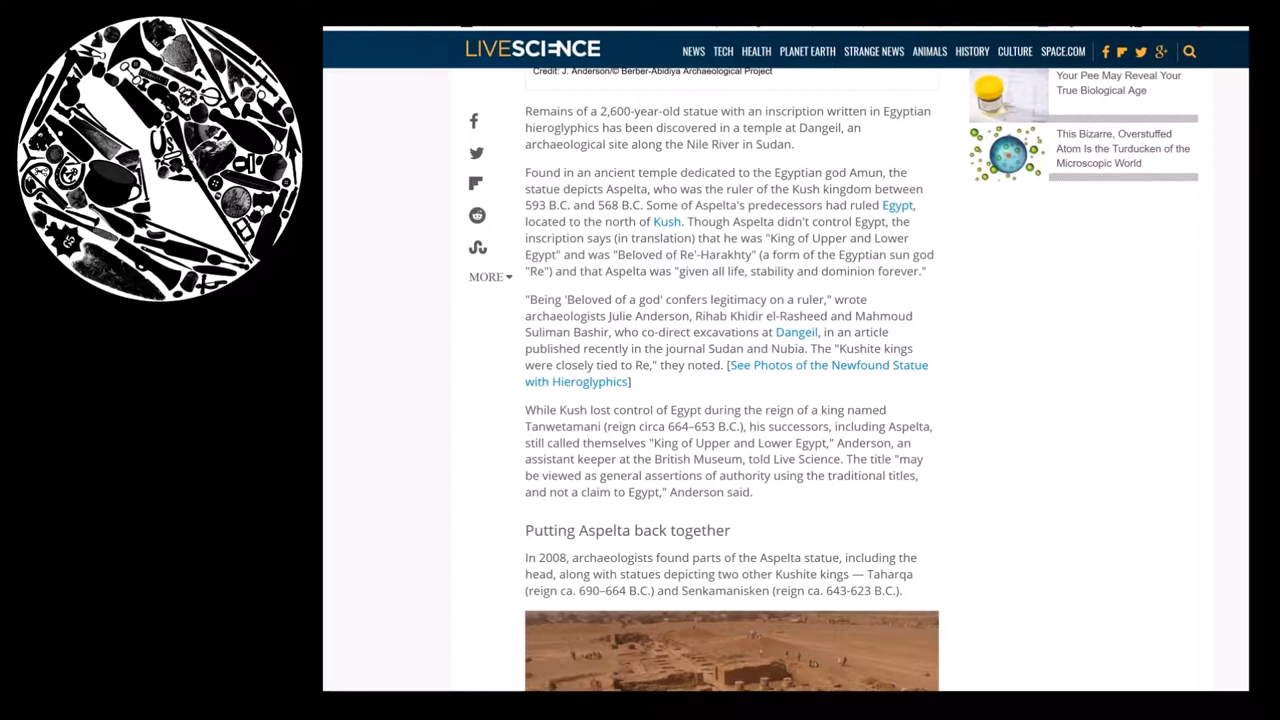 LIVESCIENCE
NEWS TECH HEALTH PLANET EARTH STRANGE NEWS ANIMALS HISTORY CULTURE SPACE.COM
Credit: J. Anderson/© Berber-Abidiya Archaeological Project
Remains of a 2,600-year-old statue with an inscription written in Egyptian
hieroglyphics has been discovered in a temple at Dangeil, an
archaeological site along the Nile River in Sudan.
Found in an ancient temple dedicated to the Egyptian god Amun, the
statue depicts Aspelta, who was the ruler of the Kush kingdom between
593 B.C. and 568 B.C. Some of Aspelta's predecessors had ruled Egypt,
located to the north of Kush. Though Aspelta didn't control Egypt, the
inscription says (in translation) that he was "King of Upper and Lower
Egypt" and was "Beloved of Re'-Harakhty" (a form of the Egyptian sun god
"Re") and that Aspelta was "given all life, stability and dominion forever."
MORE
"Being 'Beloved of a god' confers legitimacy on a ruler," wrote
archaeologists Julie Anderson, Rihab Khidir el-Rasheed and Mahmoud
Suliman Bashir, who co-direct excavations at Dangeil, in an article
published recently in the journal Sudan and Nubia. The "Kushite kings
were closely tied to Re," they noted. [See Photos of the Newfound Statue
with Hieroglyphics]
While Kush lost control of Egypt during the reign of a king named
Tanwetamani (reign circa 664–653 B.C.), his successors, including Aspelta,
still called themselves "King of Upper and Lower Egypt," Anderson, an
assistant keeper at the British Museum, told Live Science. The title "may
be viewed as general assertions of authority using the traditional titles,
and not a claim to Egypt," Anderson said.
Putting Aspelta back together
In 2008, archaeologists found parts of the Aspelta statue, including the
head, along with statues depicting two other Kushite kings — Taharqa
(reign ca. 690–664 B.C.) and Senkamanisken (reign ca. 643-623 B.C.).
Your Pee May Reveal Your
True Biological Age
This Bizarre, Overstuffed
Atom Is the Turducken of the
Microscopic World